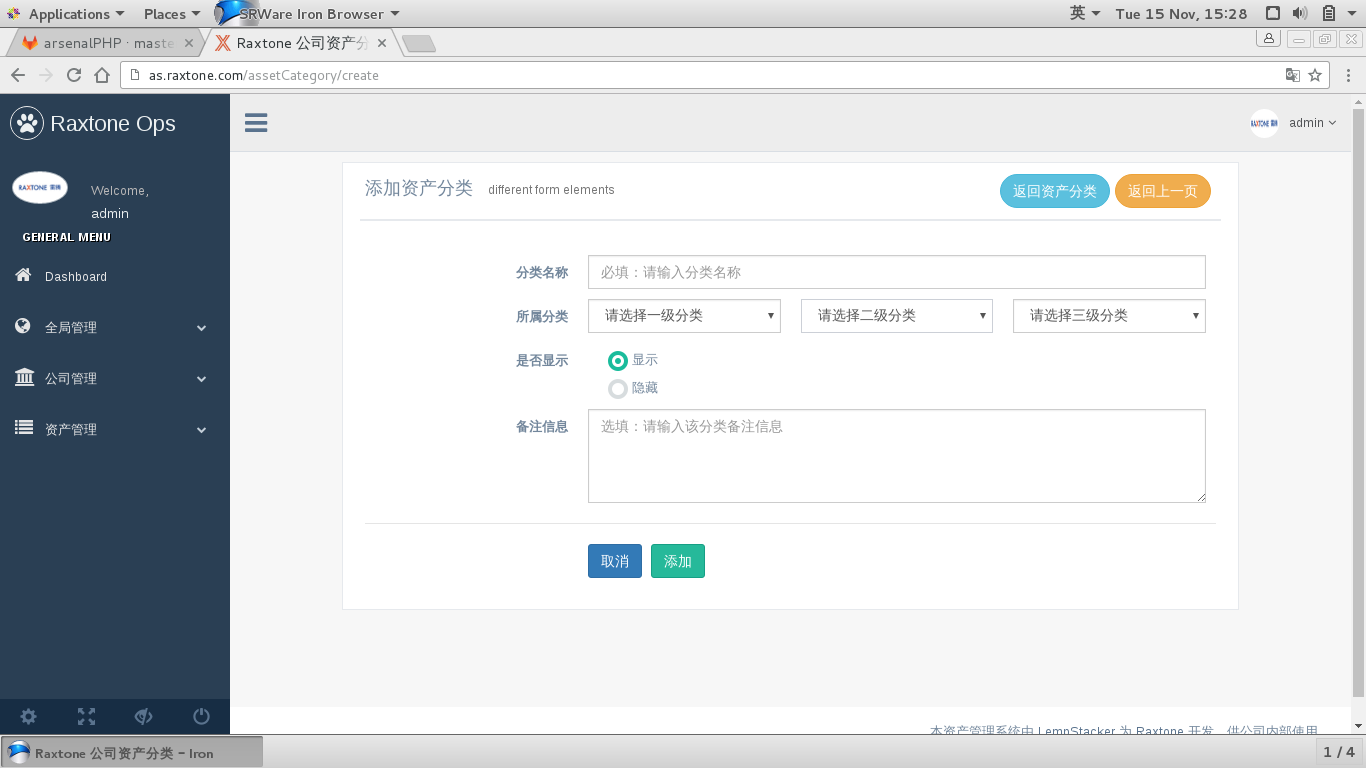 Applications Places SRWare Iron Browser 英 Tue 15 Nov, 15:28
arsenalPHP · maste Raxtone 公司资产分
as.raxtone.com/assetCategory/create
Raxtone Ops
admin
RAXTONE
Welcome,
admin
GENERAL MENU
Dashboard
全局管理
公司管理
资产管理
添加资产分类 different form elements 返回资产分类 返回上一页
分类名称 必填：请输入分类名称
所属分类 请选择一级分类 请选择二级分类 请选择三级分类
是否显示 显示
隐藏
备注信息 选填：请输入该分类备注信息
取消 添加
本资产管理系统由 LempStacker 为 Raxtone 开发，供公司内部使用
Raxtone 公司资产分类 - Iron 1 / 4